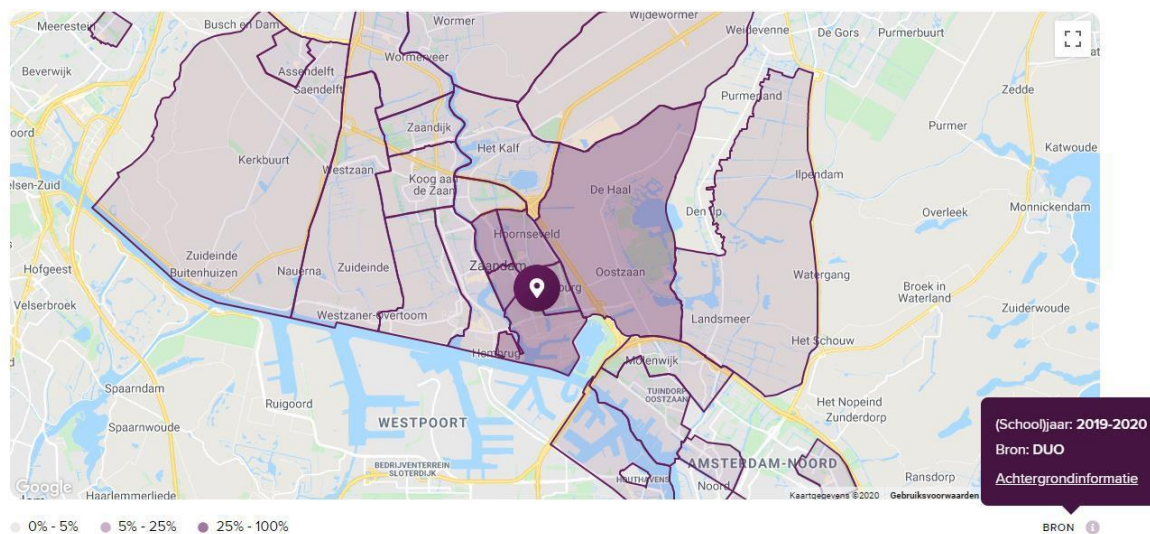 Meerestein
Busch en Dam
Wormer
Wijdewormer
Weidevenne
De Gors
Purmerbuurt
Beverwijk
Assendelft
Saendelft
Wormerveer
Purmerland
Zedde
Zaandijk
Purmer
Kerkbuurt
Westzaan
Het Kalf
Katwoude
Koog aan
de Zaan
De Haal
Ilpendam
Den Ilp
Overleek
Monnickendam
Hoornseveld
Zuideinde
Buitenhuizen
Nauerna
Zuideinde
Zaandam
Oostzaan
Watergang
Hofgeest
Broek in
Waterland
Velserbroek
Zuiderwoude
Westzaner-Overtoom
Landsmeer
Hembrug
Molenwijk
Het Schouw
Spaarndam
Ruigoord
TUINDORP
OOSTZAAN
Het Nopeind
Zunderdorp
Spaarnwoude
WESTPOORT
BEDRIJVENTERREIN
SLOTERDIJK
AMSTERDAM-NOORD
HOUTHAVENS
Noord
Ransdorp
Haarlemmerliede
Google
Kaartgegevens ©2020
Gebruiksvoorwaarden
(School)jaar: 2019-2020
Bron: DUO
Achtergrondinformatie
0% - 5%
5% - 25%
25% - 100%
BRON